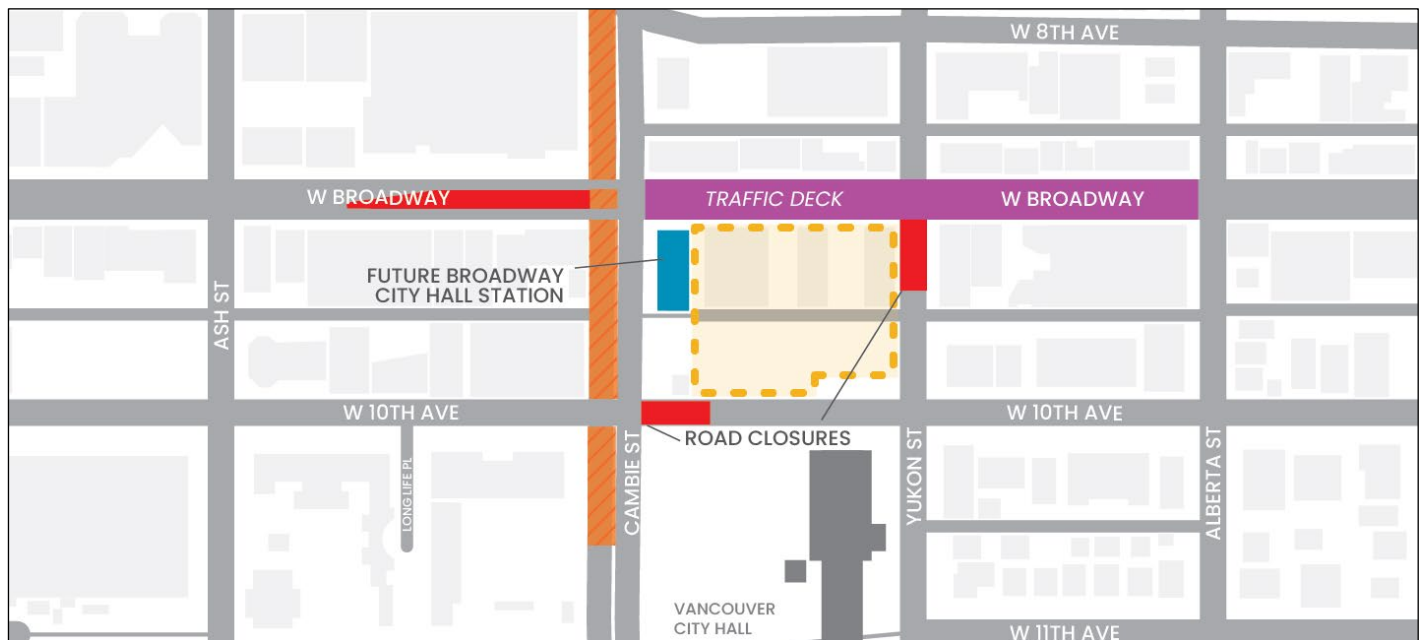 W 8TH AVE
W BROADWAY
TRAFFIC DECK
W BROADWAY
FUTURE BROADWAY
CITY HALL STATION
ASH ST
W 10TH AVE
W 10TH AVE
ROAD CLOSURES
LONG LIFE PL
CAMBIE ST
YUKON ST
ALBERTA ST
VANCOUVER
CITY HALL
W 11TH AVE